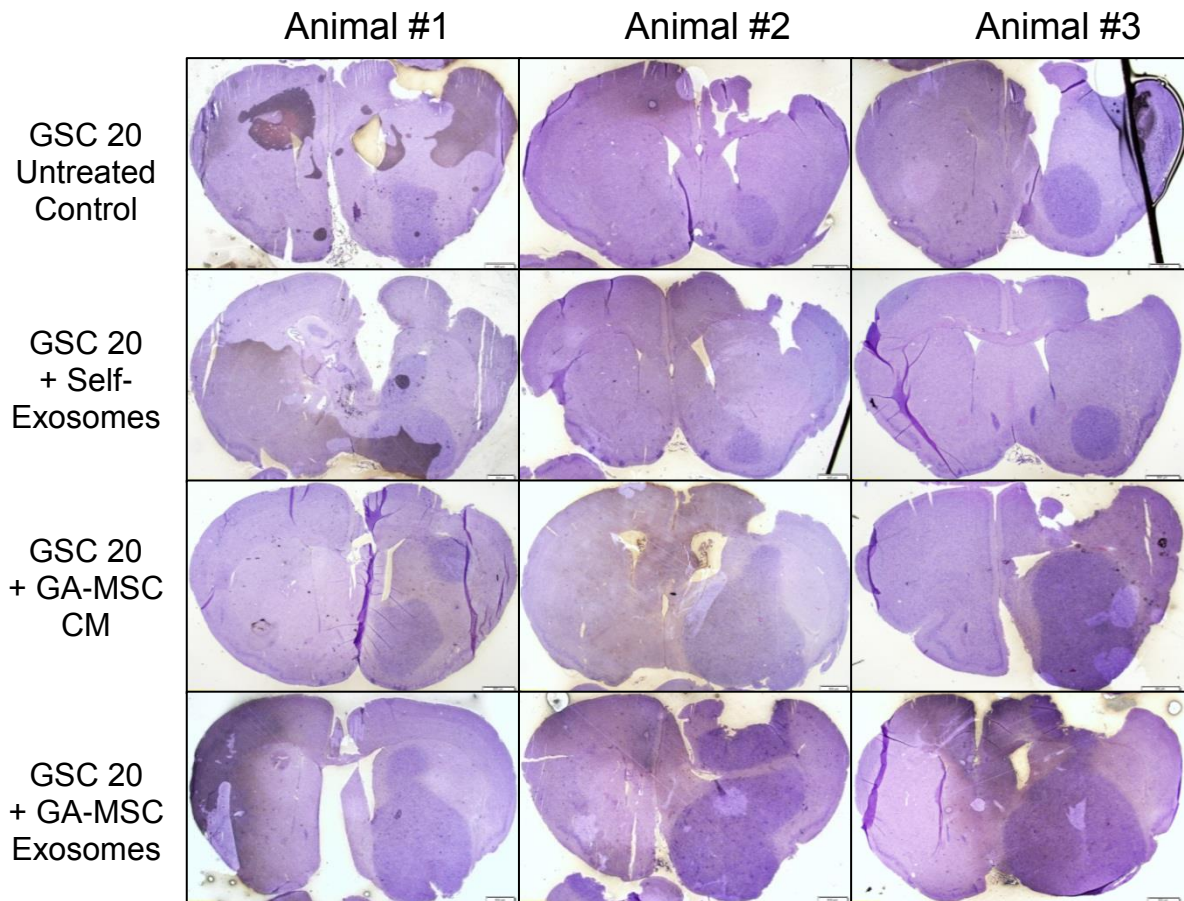 Animal #1
Animal #2
Animal #3
GSC 20
Untreated
Control
GSC 20
+ Self-
Exosomes
GSC 20
+ GA-MSC
CM
GSC 20
+ GA-MSC
Exosomes